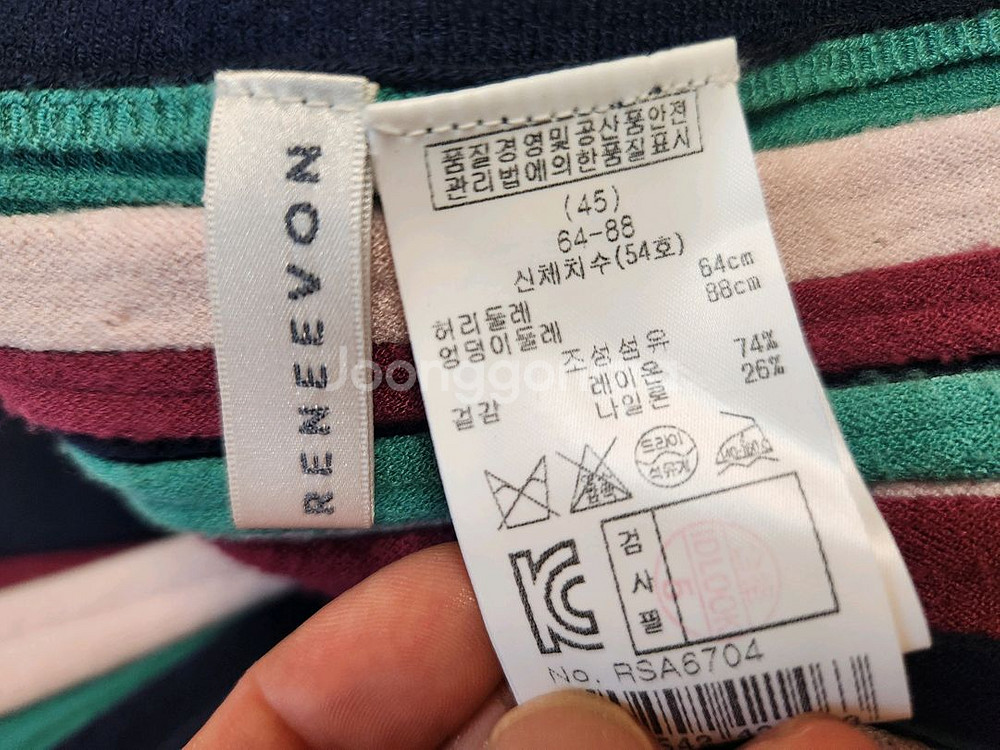 RENEEVON
품질경영및공산품안전
관리법에의한품질표시
(45)
64-88
신체치수(54호)
허리둘레 64cm
엉덩이둘레 88cm
조성섬유
겉감 레이온 74%
나일론 26%
드라이
석유계
검사필
No. RSA6704
Joonggonara